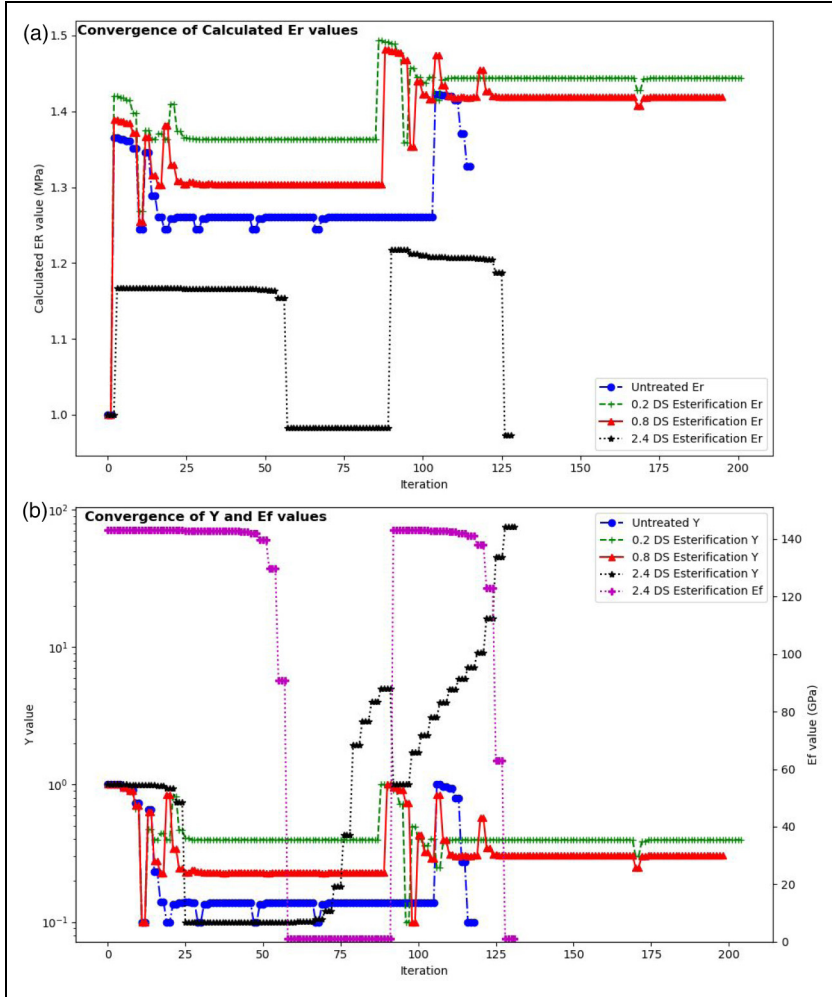 (a)
Convergence of Calculated Er values
1.5
1.4
1.3
1.2
1.1
1.0
Calculated ER value (MPa)
0
25
50
75
100
125
150
175
200
Iteration
Untreated Er
0.2 DS Esterification Er
0.8 DS Esterification Er
2.4 DS Esterification Er
(b)
Convergence of Y and Ef values
10²
10¹
10⁰
10⁻¹
Y value
0
25
50
75
100
125
150
175
200
Iteration
140
120
100
80
60
40
20
0
Ef value (GPa)
Untreated Y
0.2 DS Esterification Y
0.8 DS Esterification Y
2.4 DS Esterification Y
2.4 DS Esterification Ef